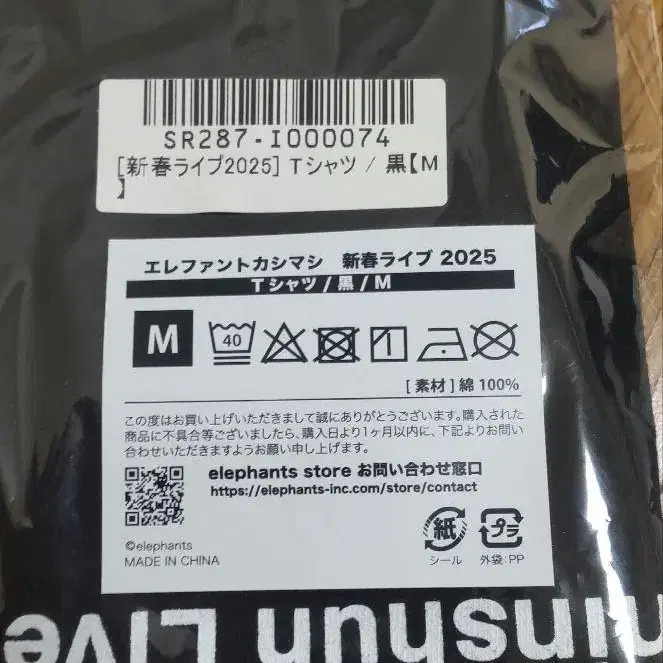 SR287-I000074
[新春ライブ2025] Tシャツ / 黒【M
】
エレファントカシマシ 新春ライブ 2025
Tシャツ/黒/M
M
40
[素材] 綿 100%
この度はお買い上げいただきまして誠にありがとうございます。購入された
商品に不具合等ございましたら、購入日より1ヶ月以内に、下記よりお問い
合わせいただきますようお願い申し上げます。
elephants store お問い合わせ窓口
https://elephants-inc.com/store/contact
©elephants
MADE IN CHINA
紙
シール
プラ
外袋:PP
inshun Live